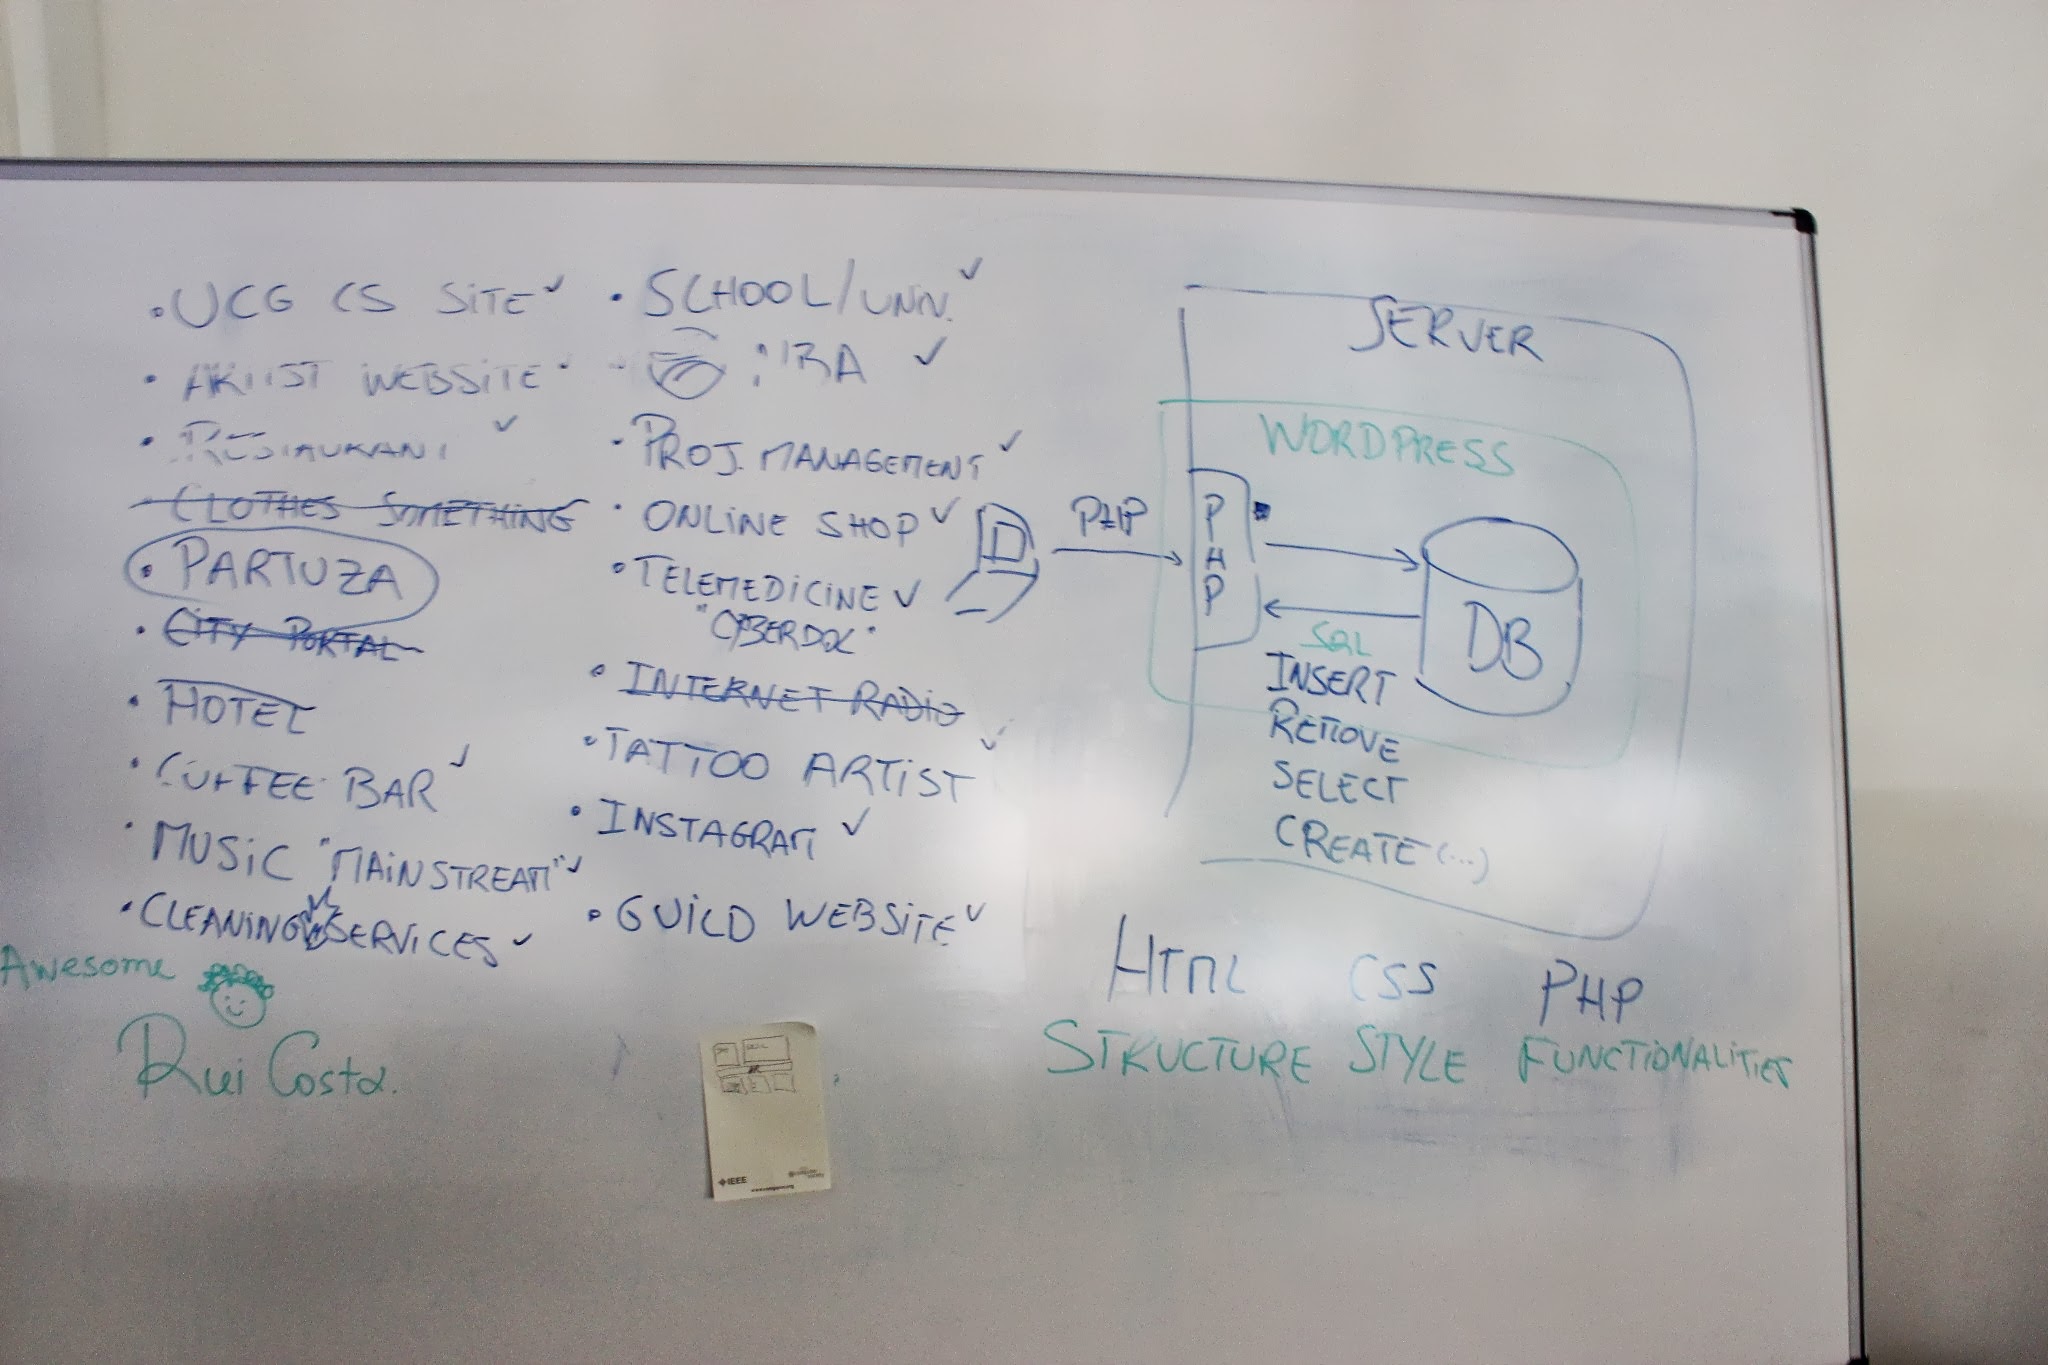 • UCG CS SITE ✓
• ARTIST WEBSITE
• RESTAURANT ✓
CLOTHES SOMETHING
• PARTUZA
• CITY PORTAL
• HOTEL
• COFFEE BAR ✓
• MUSIC "MAINSTREAM" ✓
• CLEANING SERVICES ✓
Awesome
Rui Costa.
• SCHOOL/UNIV. ✓
• PROJ. MANAGEMENT ✓
• ONLINE SHOP ✓
• TELEMEDICINE ✓
"CYBERDOC"
• INTERNET RADIO
• TATTOO ARTIST ✓
• INSTAGRAM ✓
• GUILD WEBSITE ✓
IEEE
SERVER
WORDPRESS
PHP
PHP
DB
SQL
INSERT
REMOVE
SELECT
CREATE (...)
HTML CSS PHP
STRUCTURE STYLE FUNCTIONALITIES